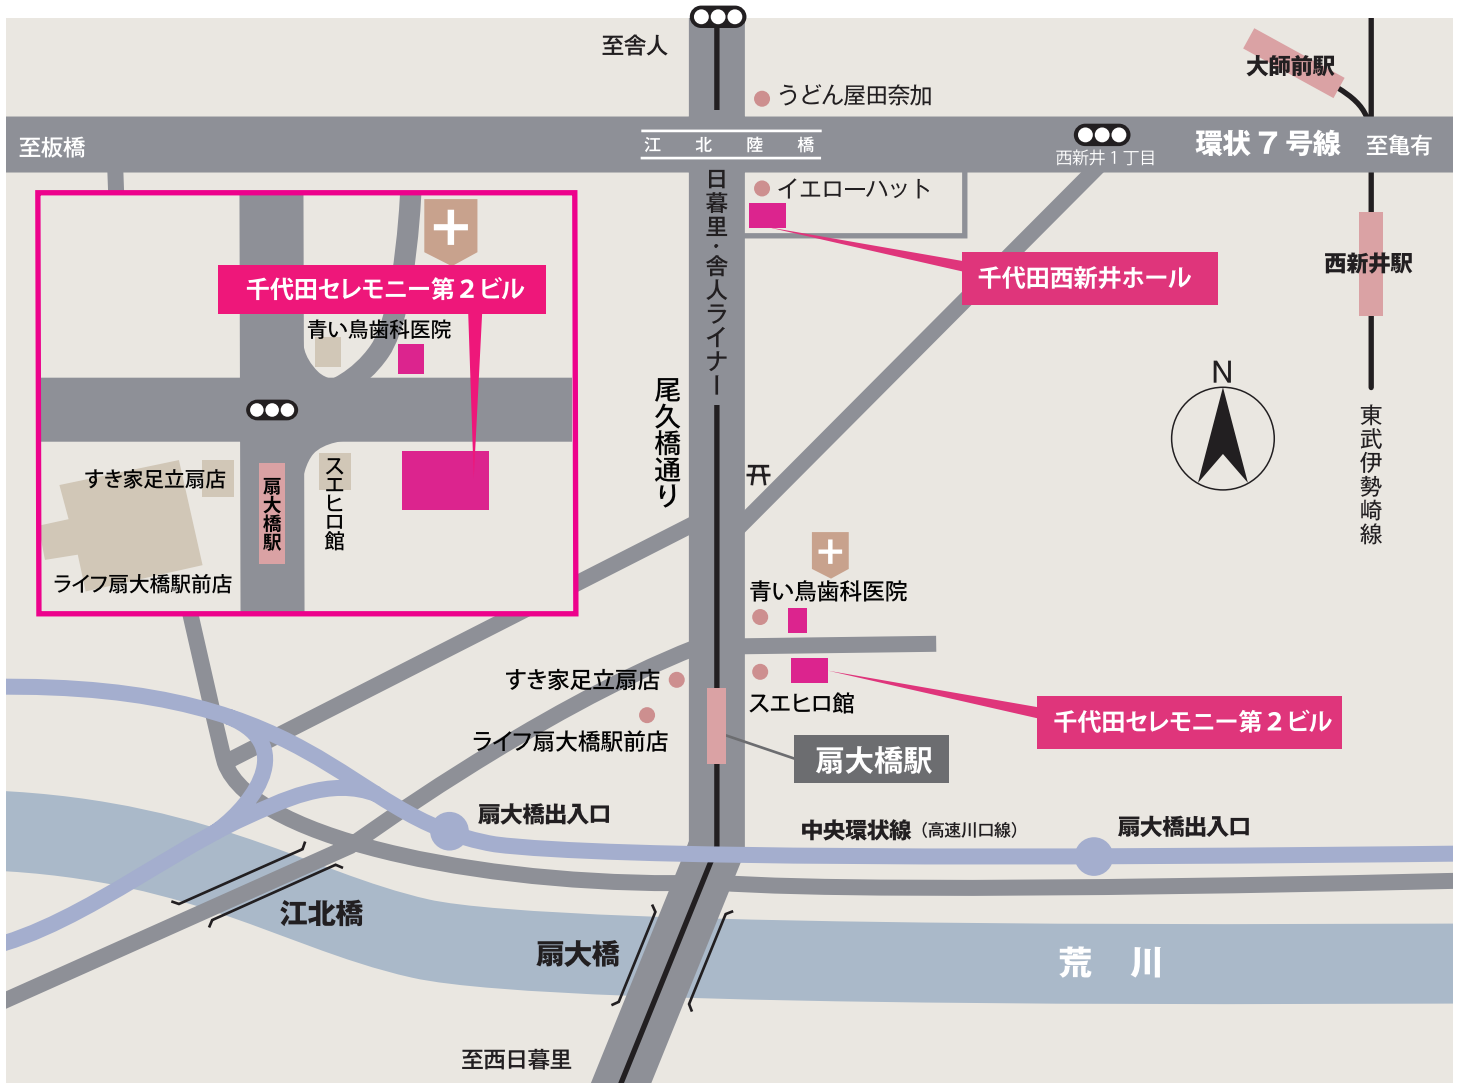 至舎人
うどん屋田奈加
大師前駅
至板橋
江北陸橋
西新井1丁目
環状7号線
至亀有
日暮里・舎人ライナー
イエローハット
千代田西新井ホール
西新井駅
千代田セレモニー第2ビル
青い鳥歯科医院
すき家足立扇店
扇大橋駅
スエヒロ館
ライフ扇大橋駅前店
尾久橋通り
N
東武伊勢崎線
青い鳥歯科医院
すき家足立扇店
スエヒロ館
千代田セレモニー第2ビル
ライフ扇大橋駅前店
扇大橋駅
扇大橋出入口
中央環状線(高速川口線)
扇大橋出入口
江北橋
扇大橋
荒川
至西日暮里